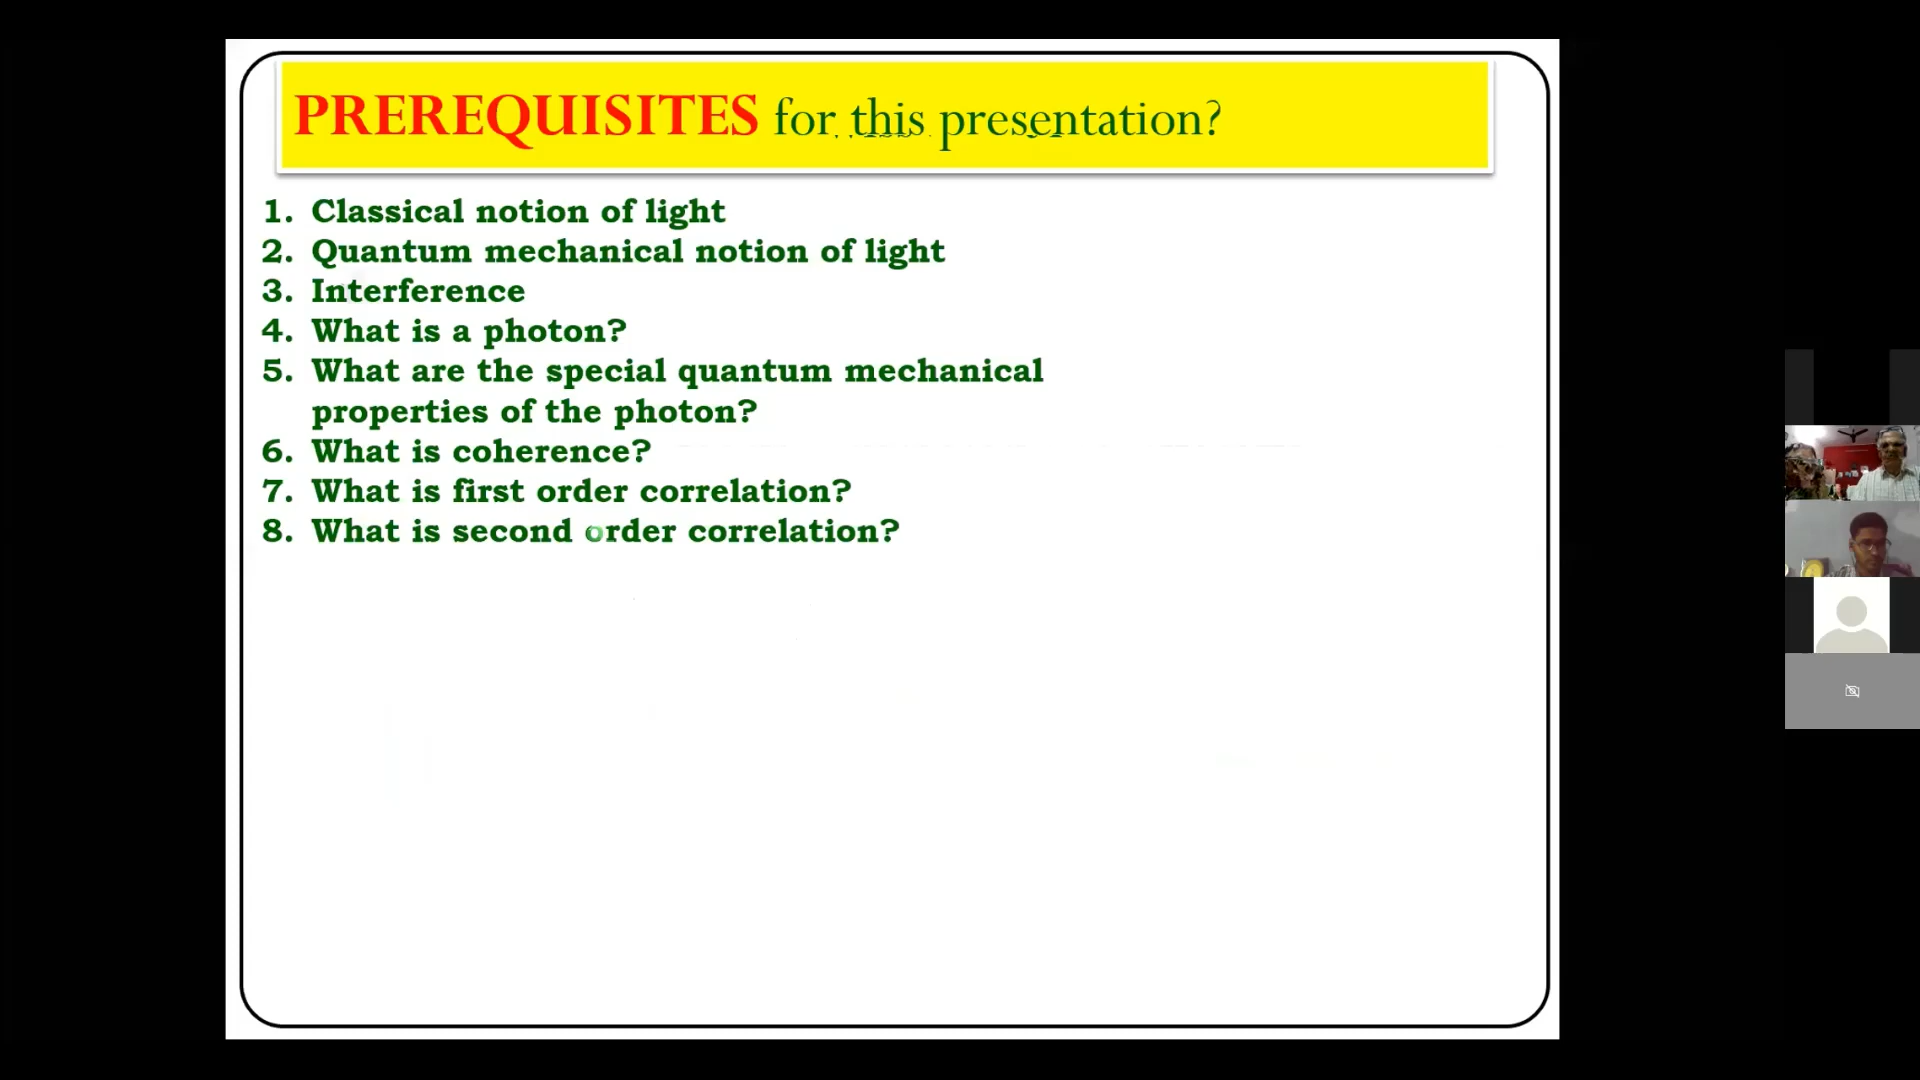 PREREQUISITES for this presentation?
1. Classical notion of light
2. Quantum mechanical notion of light
3. Interference
4. What is a photon?
5. What are the special quantum mechanical
properties of the photon?
6. What is coherence?
7. What is first order correlation?
8. What is second order correlation?